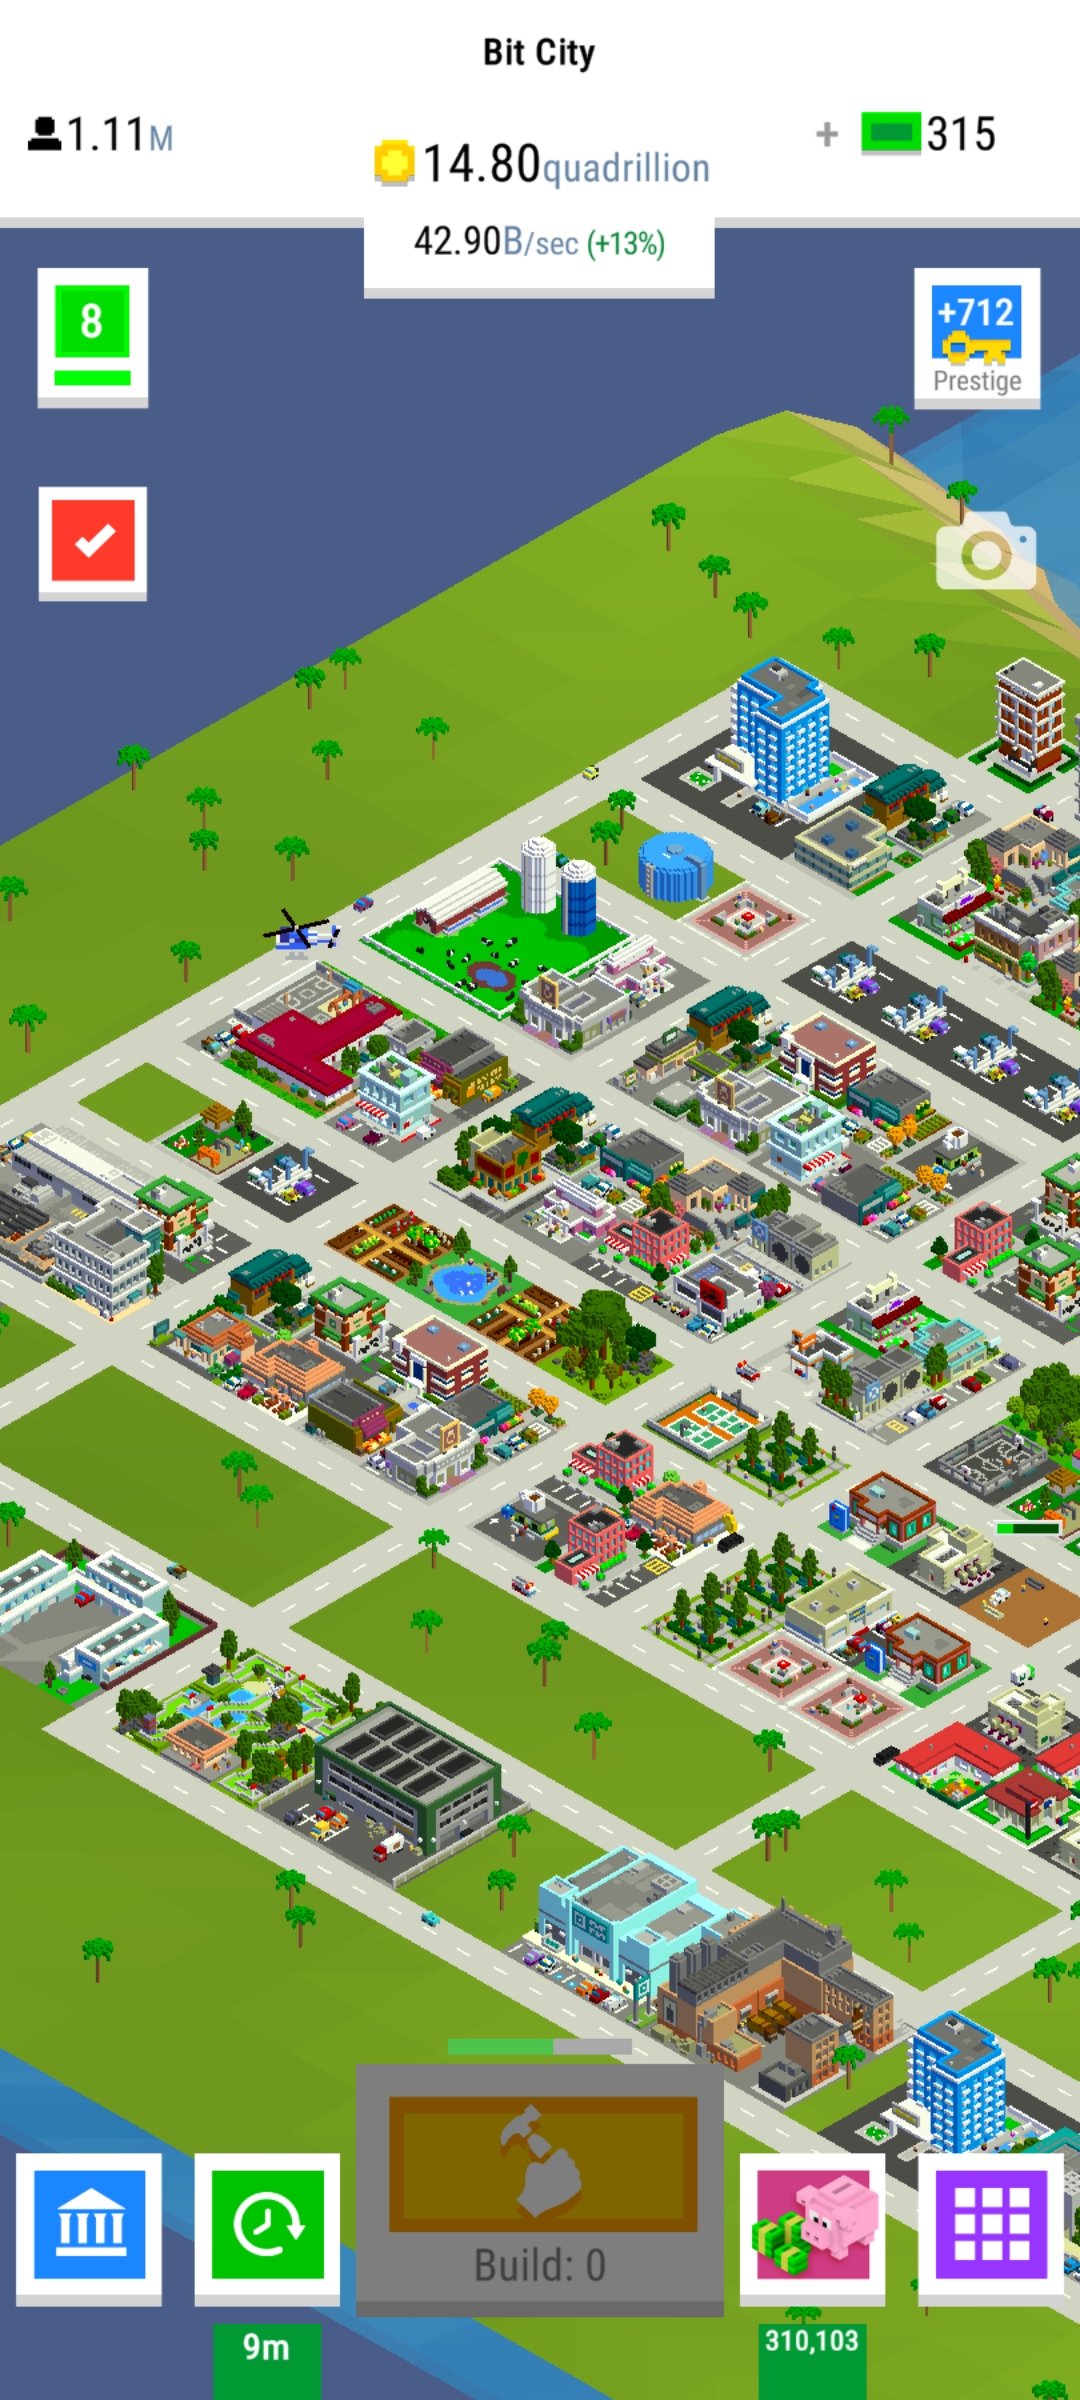 Bit City
1.11M
14.80quadrillion
+ 315
42.90B/sec (+13%)
8
+712
Prestige
Build: 0
9m
310,103